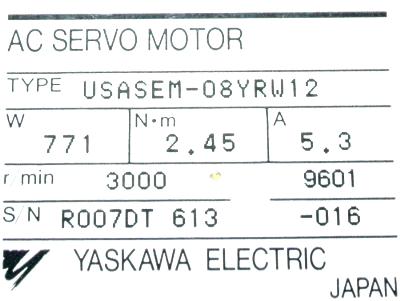 AC SERVO MOTOR
TYPE USASEM-08YRW12
W 771 N·m 2.45 A 5.3
r/min 3000 9601
S/N R007DT 613 -016
YASKAWA ELECTRIC
JAPAN